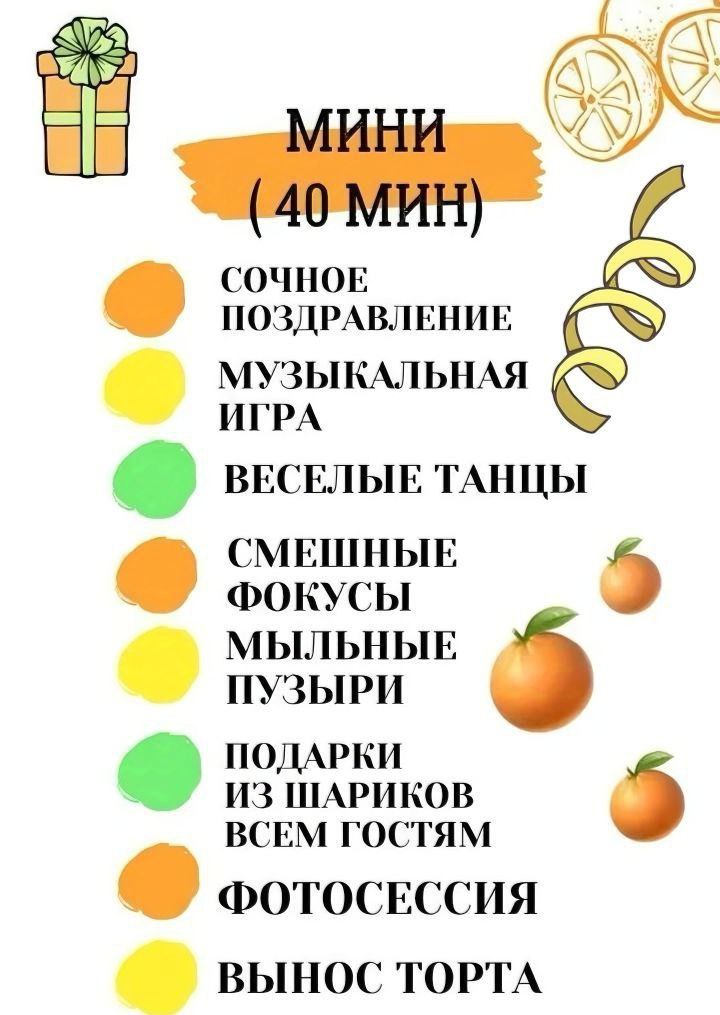 МИНИ
( 40 МИН)
СОЧНОЕ
ПОЗДРАВЛЕНИЕ
МУЗЫКАЛЬНАЯ
ИГРА
ВЕСЕЛЫЕ ТАНЦЫ
СМЕШНЫЕ
ФОКУСЫ
МЫЛЬНЫЕ
ПУЗЫРИ
ПОДАРКИ
ИЗ ШАРИКОВ
ВСЕМ ГОСТЯМ
ФОТОСЕССИЯ
ВЫНОС ТОРТА